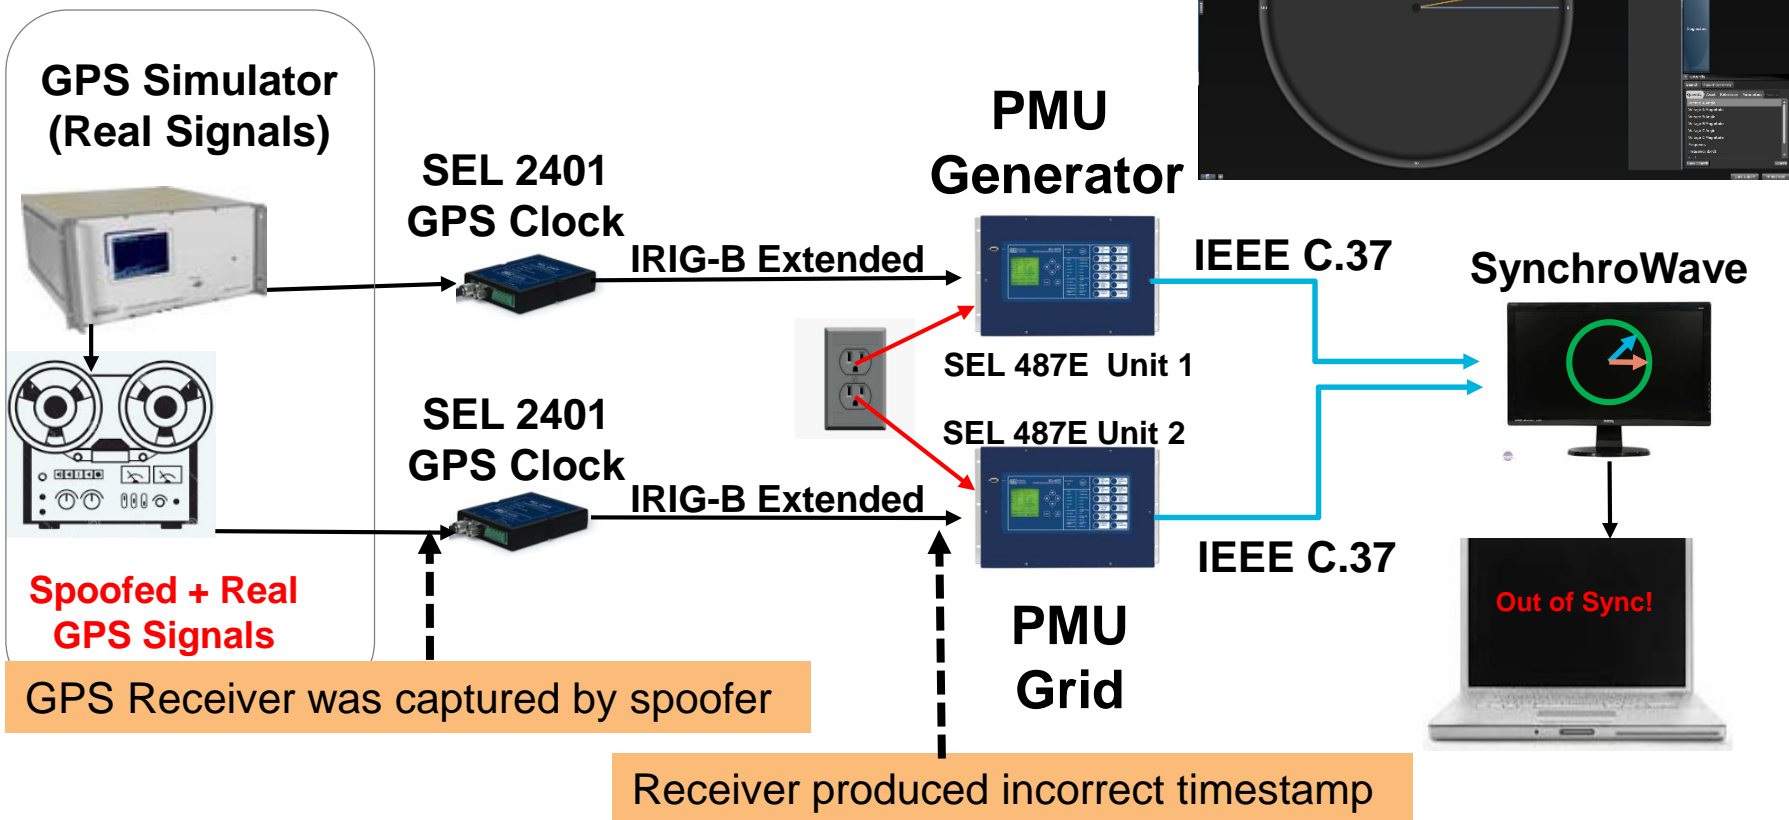 GPS Simulator
(Real Signals)
SEL 2401
GPS Clock
IRIG-B Extended
PMU
Generator
IEEE C.37
SynchroWave
SEL 487E  Unit 1
SEL 2401
GPS Clock
IRIG-B Extended
SEL 487E Unit 2
IEEE C.37
PMU
Grid
Out of Sync!
Spoofed + Real
GPS Signals
GPS Receiver was captured by spoofer
Receiver produced incorrect timestamp